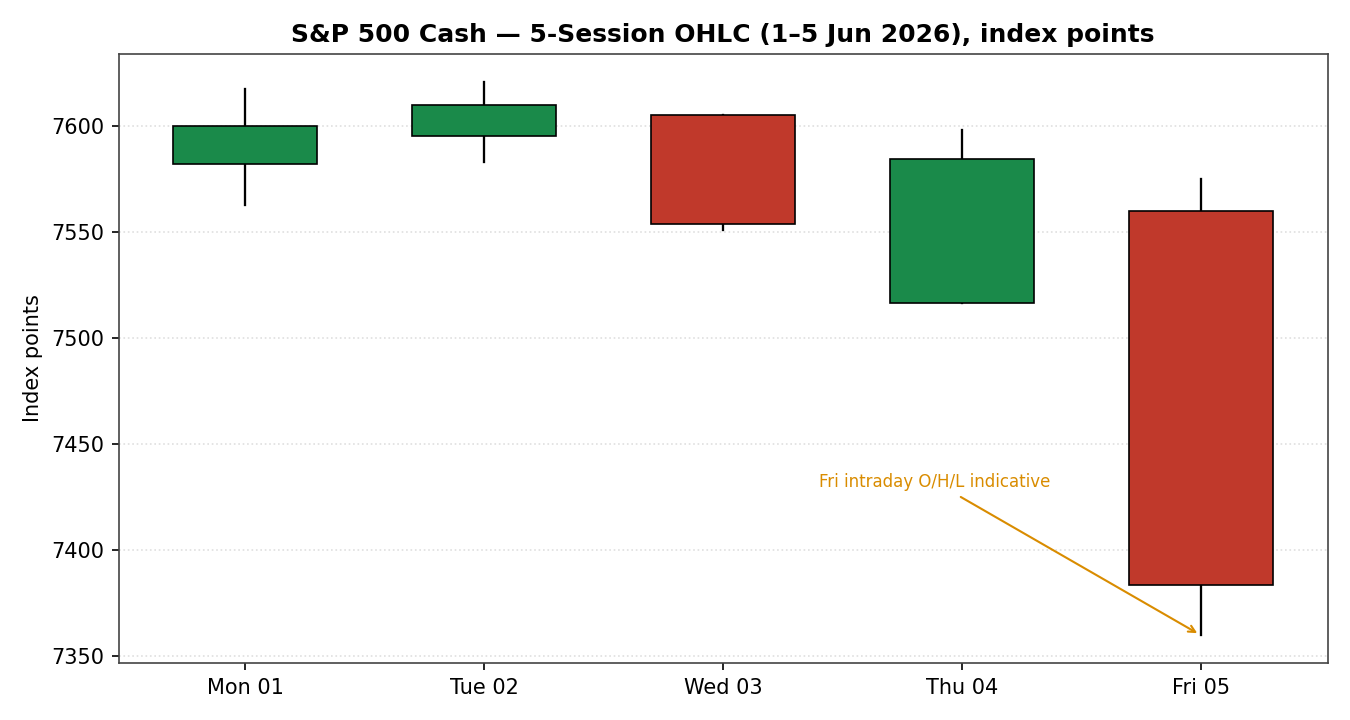 S&P 500 Cash — 5-Session OHLC (1–5 Jun 2026), index points
Index points
7600
7550
7500
7450
7400
7350
Fri intraday O/H/L indicative
Mon 01
Tue 02
Wed 03
Thu 04
Fri 05